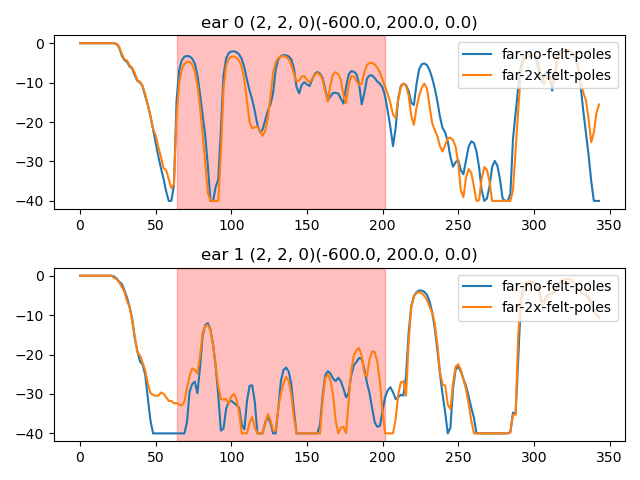 ear 0 (2, 2, 0)(-600.0, 200.0, 0.0)
0
-10
-20
-30
-40
far-no-felt-poles
far-2x-felt-poles
0 50 100 150 200 250 300 350
ear 1 (2, 2, 0)(-600.0, 200.0, 0.0)
0
-10
-20
-30
-40
far-no-felt-poles
far-2x-felt-poles
0 50 100 150 200 250 300 350